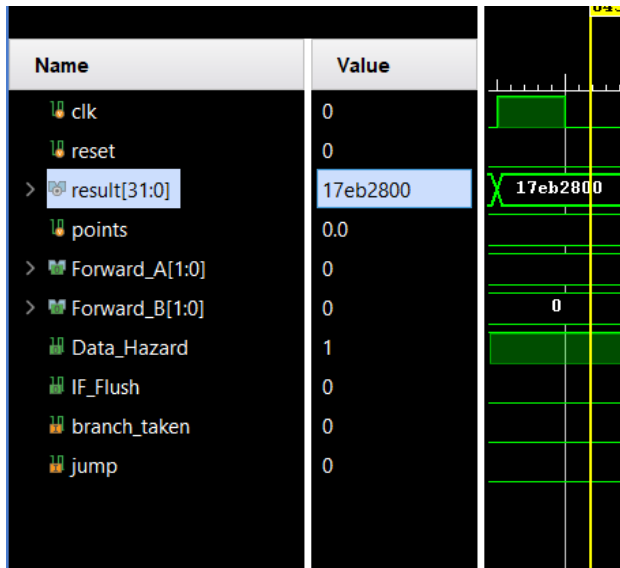 Name Value
clk 0
reset 0
result[31:0] 17eb2800 17eb2800
points 0.0
Forward_A[1:0] 0
Forward_B[1:0] 0 0
Data_Hazard 1
IF_Flush 0
branch_taken 0
jump 0